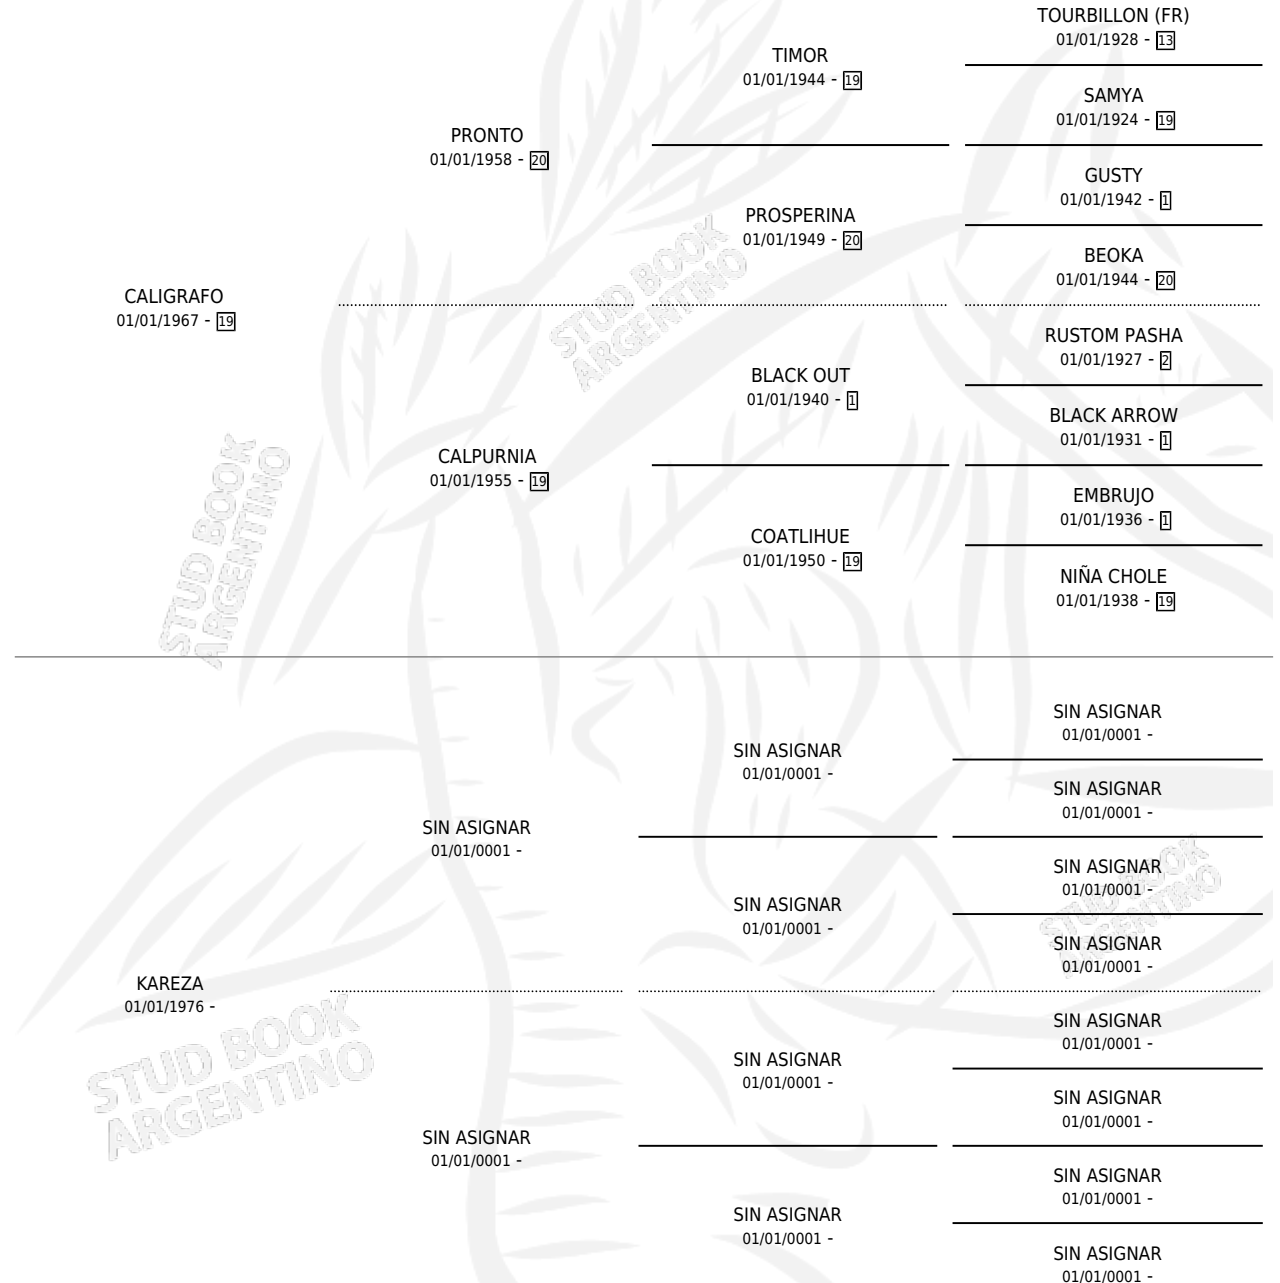 TOURBILLON (FR)
01/01/1928 - 13
TIMOR
01/01/1944 - 19
SAMYA
01/01/1924 - 19
PRONTO
01/01/1958 - 20
GUSTY
01/01/1942 - 1
PROSPERINA
01/01/1949 - 20
BEOKA
01/01/1944 - 20
CALIGRAFO
01/01/1967 - 19
RUSTOM PASHA
01/01/1927 - 2
BLACK OUT
01/01/1940 - 1
BLACK ARROW
01/01/1931 - 1
CALPURNIA
01/01/1955 - 19
EMBRUJO
01/01/1936 - 1
COATLIHUE
01/01/1950 - 19
NIÑA CHOLE
01/01/1938 - 19
SIN ASIGNAR
01/01/0001 -
SIN ASIGNAR
01/01/0001 -
SIN ASIGNAR
01/01/0001 -
SIN ASIGNAR
01/01/0001 -
SIN ASIGNAR
01/01/0001 -
SIN ASIGNAR
01/01/0001 -
SIN ASIGNAR
01/01/0001 -
KAREZA
01/01/1976 -
SIN ASIGNAR
01/01/0001 -
SIN ASIGNAR
01/01/0001 -
SIN ASIGNAR
01/01/0001 -
SIN ASIGNAR
01/01/0001 -
SIN ASIGNAR
01/01/0001 -
SIN ASIGNAR
01/01/0001 -
SIN ASIGNAR
01/01/0001 -
STUD BOOK
ARGENTINO
STUD BOOK
ARGENTINO
STUD BOOK
ARGENTINO
STUD BOOK
ARGENTINO